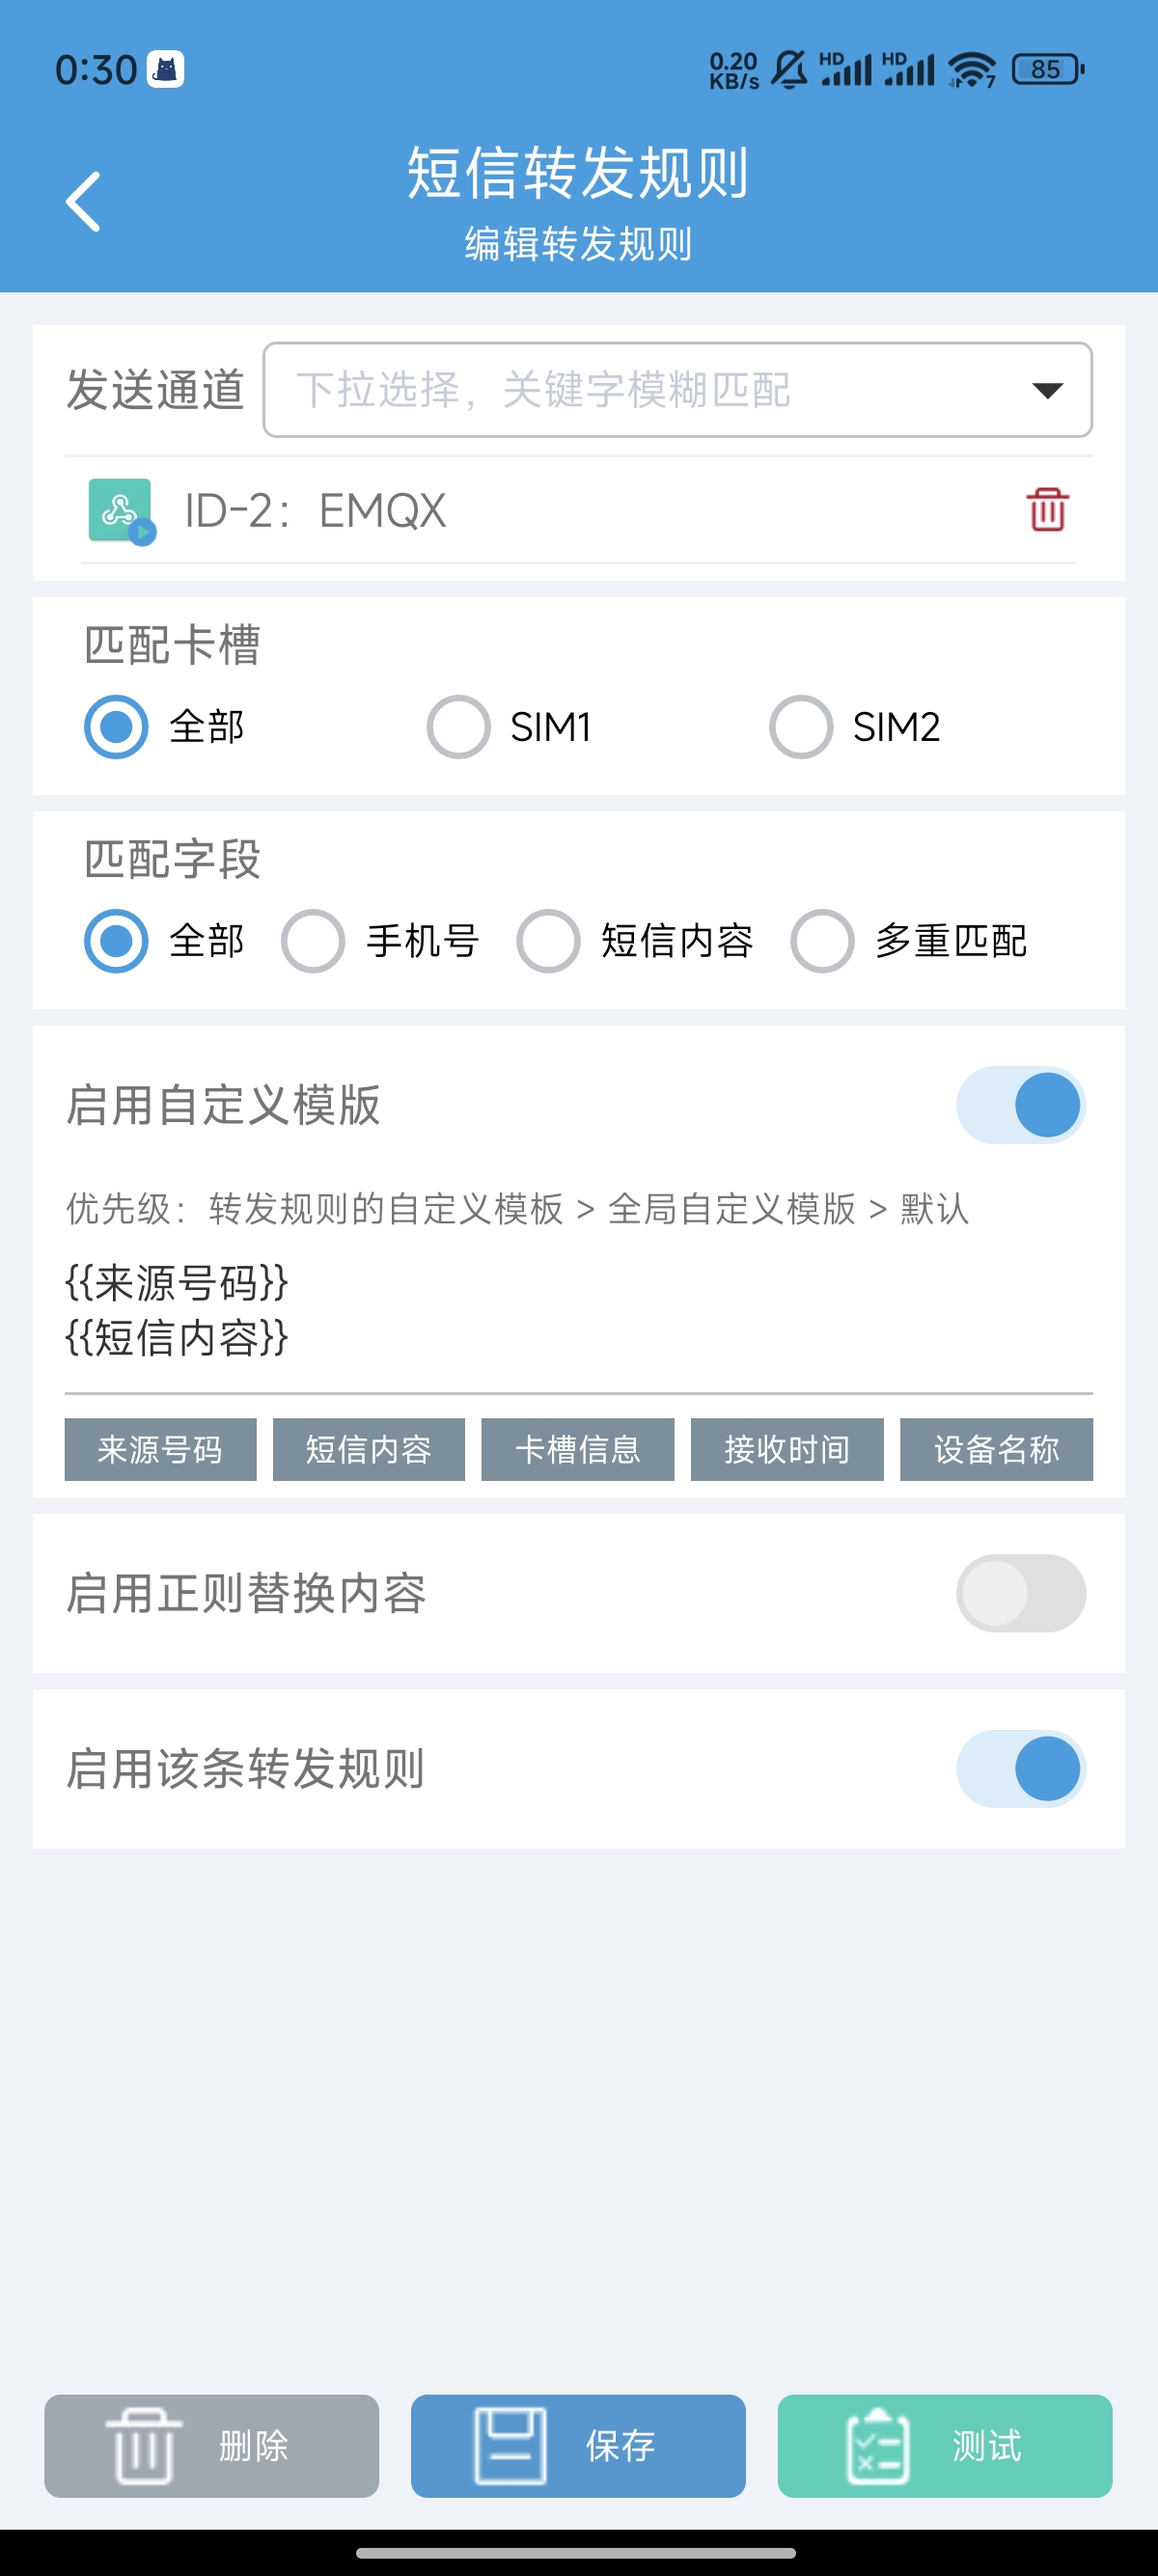 0:30
0.20 KB/s HD HD 7 85
短信转发规则
编辑转发规则
发送通道 下拉选择，关键字模糊匹配
ID-2：EMQX
匹配卡槽
全部 SIM1 SIM2
匹配字段
全部 手机号 短信内容 多重匹配
启用自定义模版
优先级：转发规则的自定义模板 > 全局自定义模版 > 默认
{{来源号码}}
{{短信内容}}
来源号码 短信内容 卡槽信息 接收时间 设备名称
启用正则替换内容
启用该条转发规则
删除 保存 测试